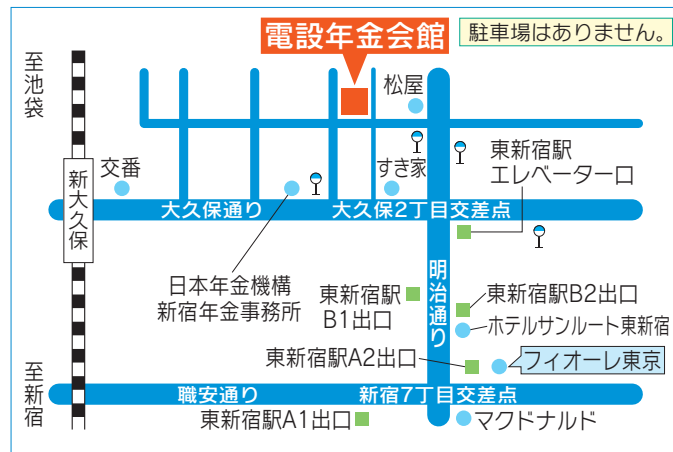 電設年金会館
駐車場はありません。
至池袋
松屋
交番
すき家
東新宿駅
エレベーター口
新大久保
大久保通り
大久保2丁目交差点
日本年金機構
新宿年金事務所
東新宿駅
B1出口
明治通り
東新宿駅B2出口
ホテルサンルート東新宿
東新宿駅A2出口
フィオーレ東京
至新宿
職安通り
新宿7丁目交差点
東新宿駅A1出口
マクドナルド